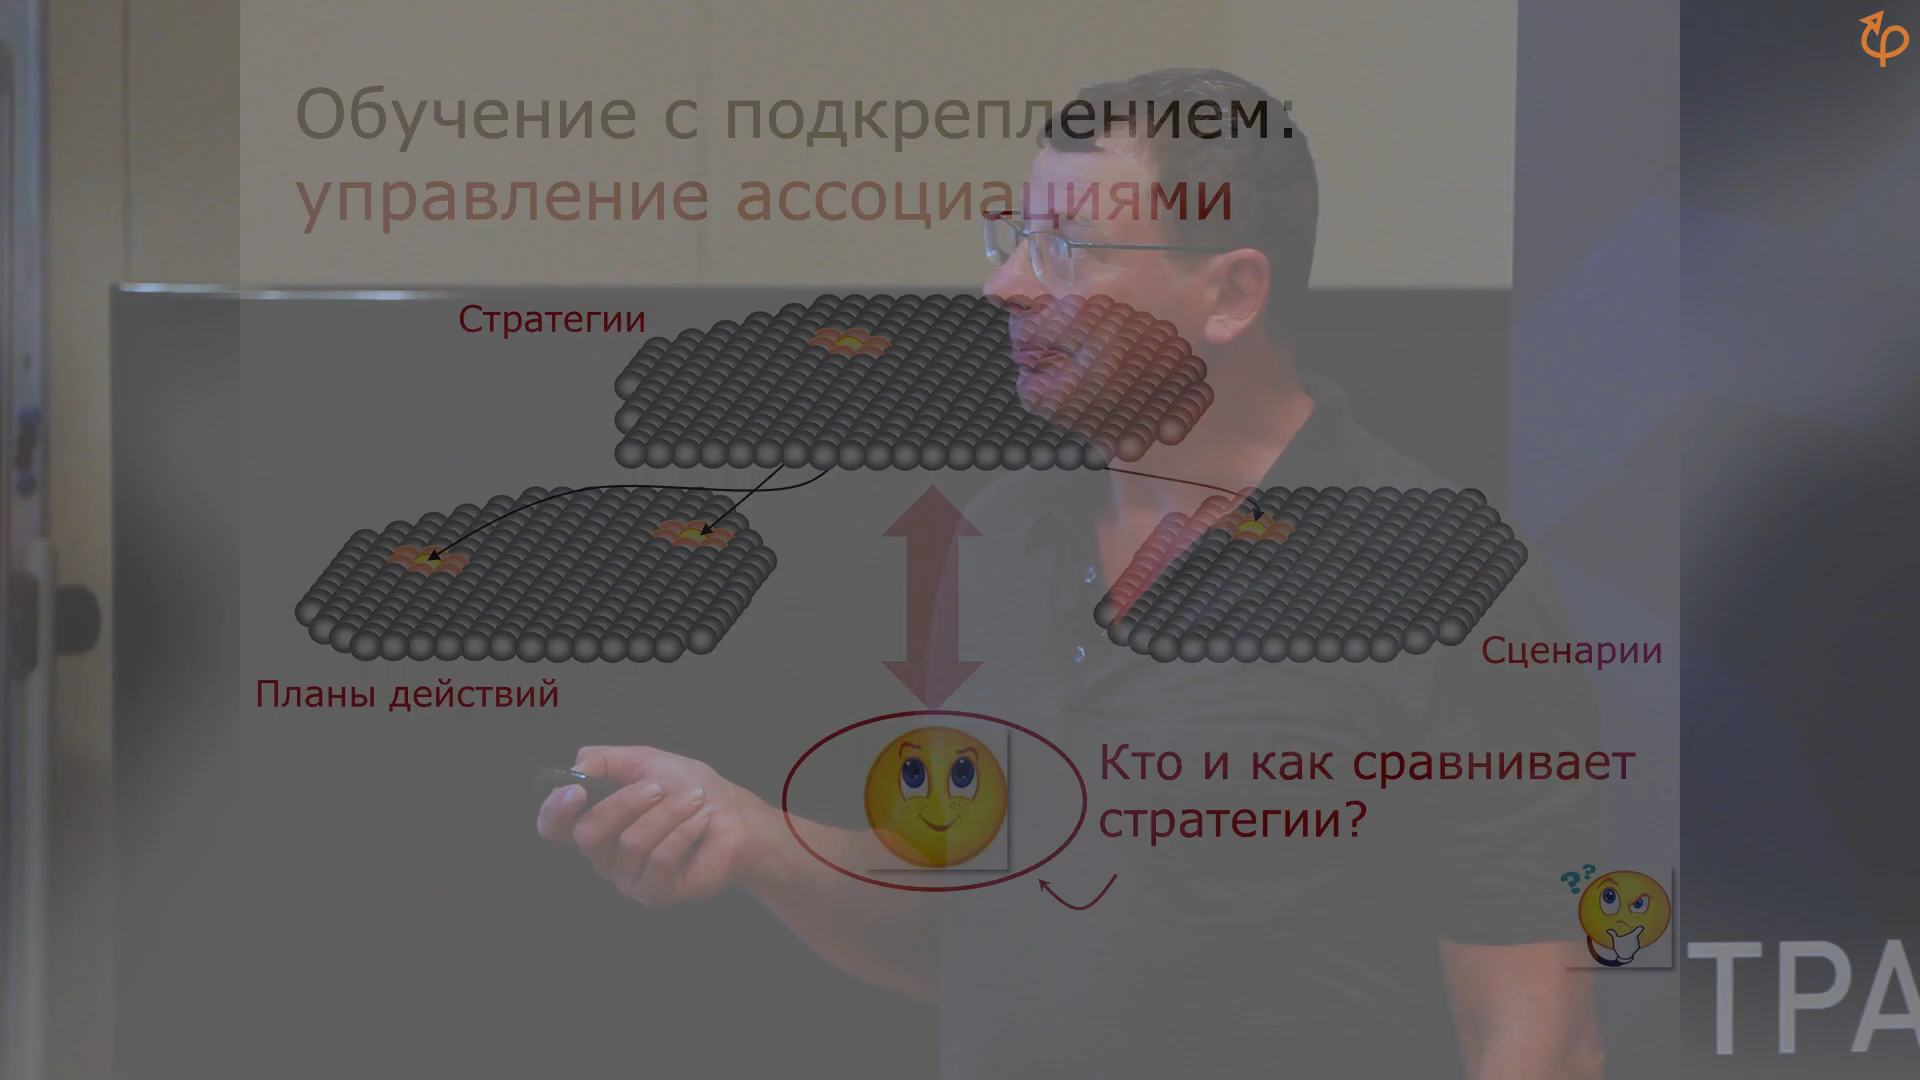 Обучение с подкреплением:
управление ассоциациями
Стратегии
Сценарии
Планы действий
Кто и как сравнивает
стратегии?
??
ТРА